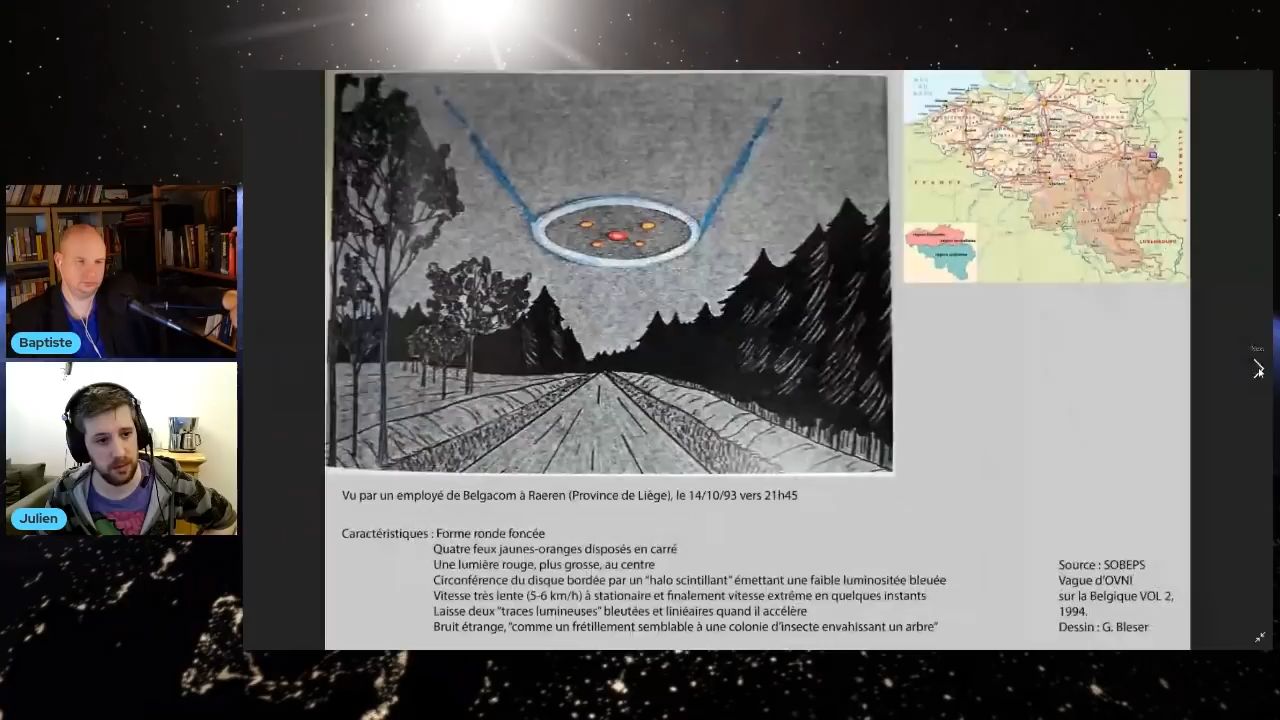 Baptiste
Julien
FRANCE
LUXEMBOURG
Vu par un employé de Belgacom à Raeren (Province de Liège), le 14/10/93 vers 21h45
Caractéristiques : Forme ronde foncée
Quatre feux jaunes-oranges disposés en carré
Une lumière rouge, plus grosse, au centre
Circonférence du disque bordée par un "halo scintillant" émettant une faible luminositée bleuée
Vitesse très lente (5-6 km/h) à stationaire et finalement vitesse extrême en quelques instants
Laisse deux "traces lumineuses" bleutées et liniéaires quand il accélère
Bruit étrange, "comme un frétillement semblable à une colonie d'insecte envahissant un arbre"
Source : SOBEPS
Vague d'OVNI
sur la Belgique VOL 2,
1994.
Dessin : G. Bleser
Next